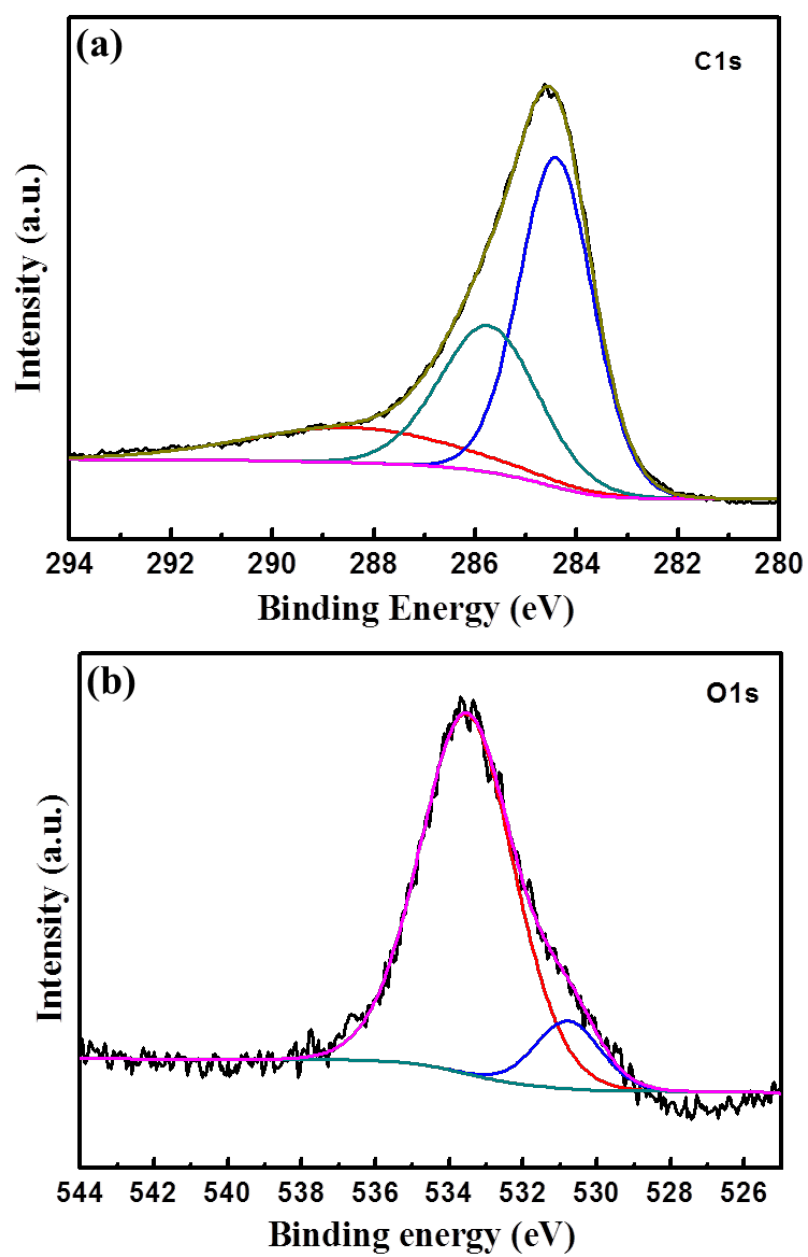 (a)
C1s
Intensity (a.u.)
294 292 290 288 286 284 282 280
Binding Energy (eV)
(b)
O1s
Intensity (a.u.)
544 542 540 538 536 534 532 530 528 526
Binding energy (eV)